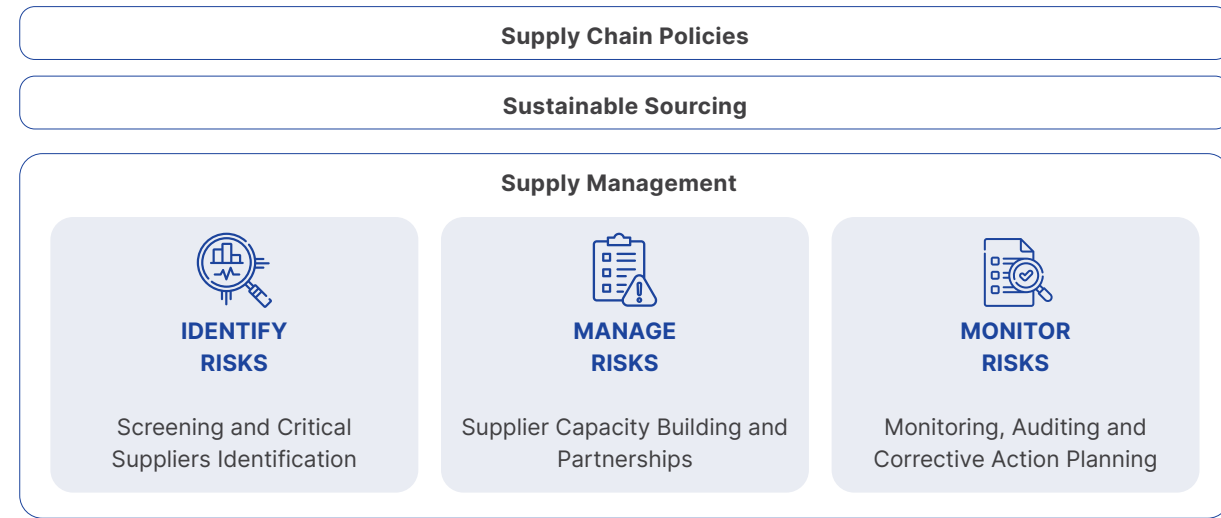 Supply Chain Policies
Sustainable Sourcing
Supply Management
IDENTIFY
RISKS
Screening and Critical
Suppliers Identification
MANAGE
RISKS
Supplier Capacity Building and
Partnerships
MONITOR
RISKS
Monitoring, Auditing and
Corrective Action Planning